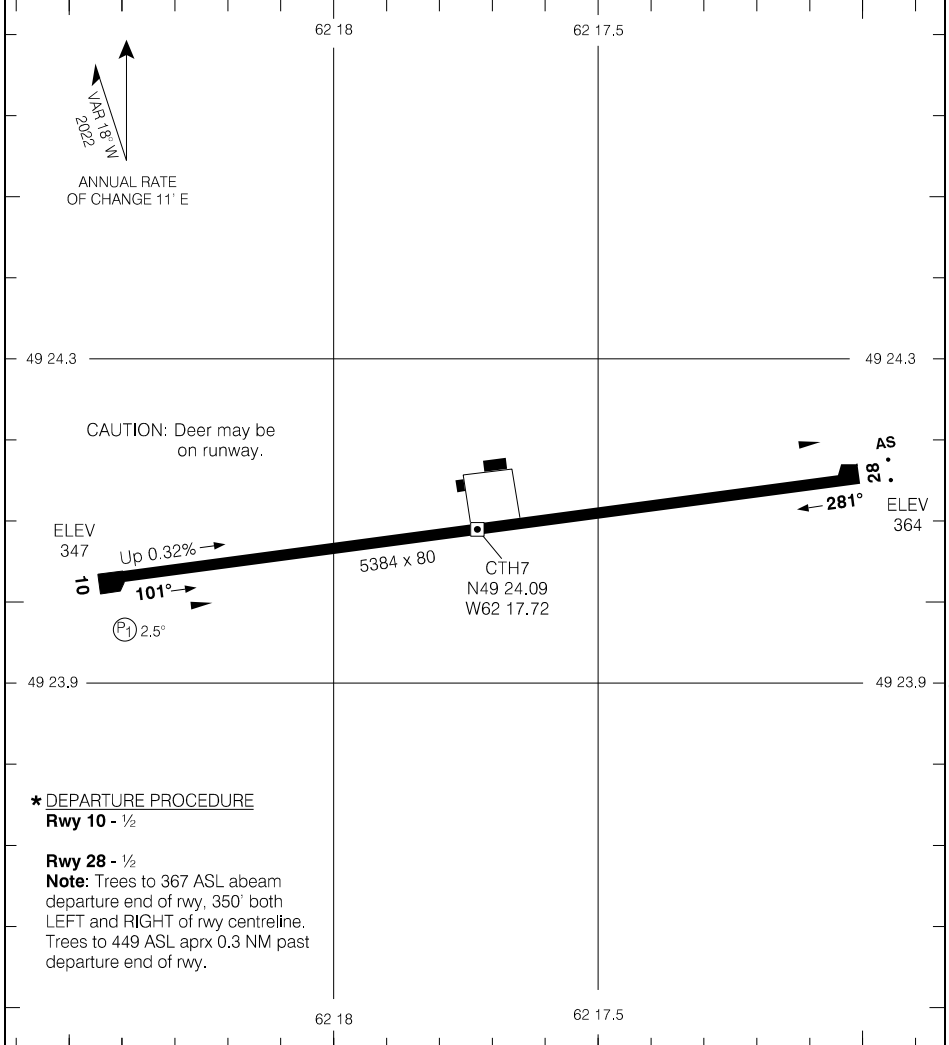 62 18
62 17.5
VAR 18° W
2022
ANNUAL RATE
OF CHANGE 11' E
49 24.3
49 24.3
CAUTION: Deer may be
on runway.
AS
28
281°
ELEV
364
ELEV
347
Up 0.32%
5384 x 80
CTH7
N49 24.09
W62 17.72
10
101°
P1 2.5°
49 23.9
49 23.9
* DEPARTURE PROCEDURE
Rwy 10 - ½
Rwy 28 - ½
Note: Trees to 367 ASL abeam
departure end of rwy, 350' both
LEFT and RIGHT of rwy centreline.
Trees to 449 ASL aprx 0.3 NM past
departure end of rwy.
62 18
62 17.5